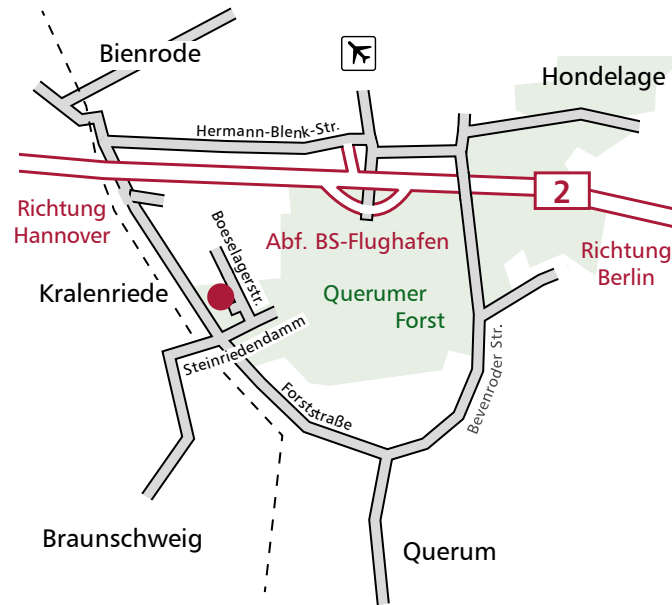 Bienrode
Hondelage
Hermann-Blenk-Str.
2
Richtung
Hannover
Boeselagerstr.
Abf. BS-Flughafen
Richtung
Berlin
Kralenriede
Querumer
Forst
Steinriedendamm
Bevenroder Str.
Forststraße
Braunschweig
Querum